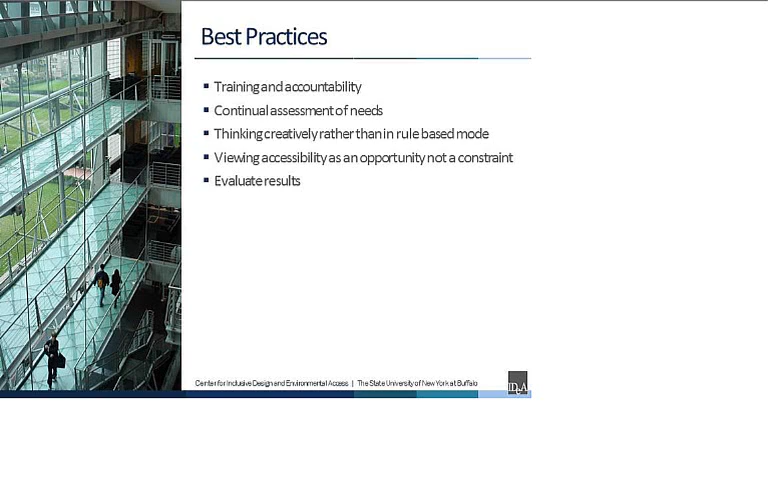 Best Practices
Training and accountability
Continual assessment of needs
Thinking creatively rather than in rule based mode
Viewing accessibility as an opportunity not a constraint
Evaluate results
Center for Inclusive Design and Environmental Access | The State University of New York at Buffalo
IDeA